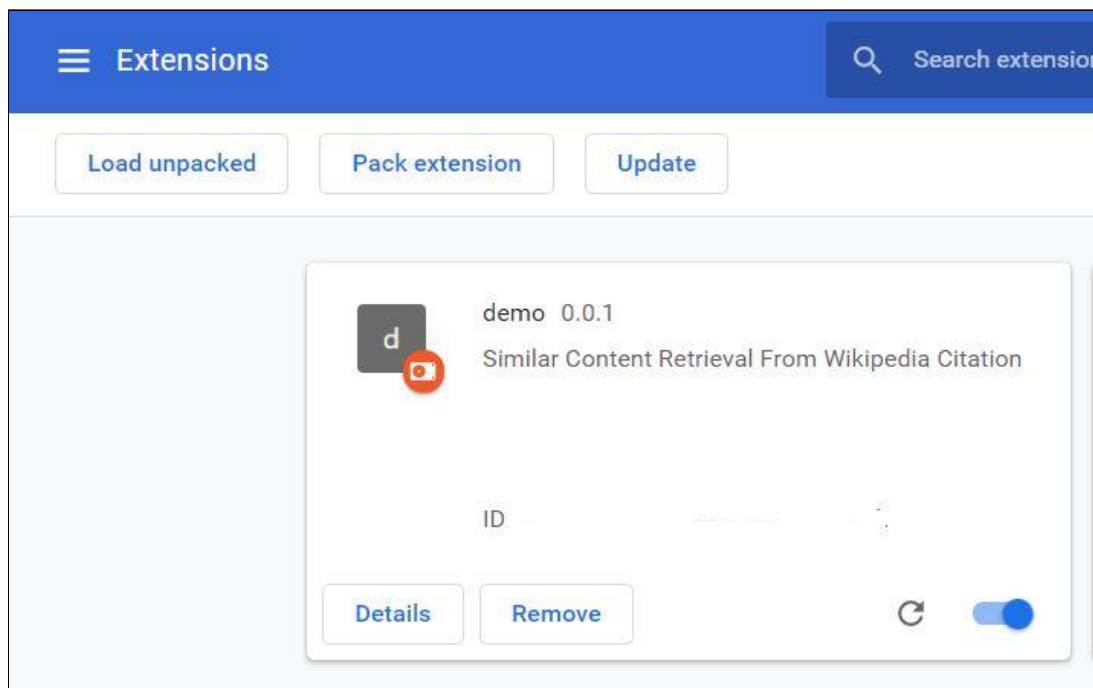 Extensions
Search extension
Load unpacked Pack extension Update
d
demo 0.0.1
Similar Content Retrieval From Wikipedia Citation
ID
Details Remove